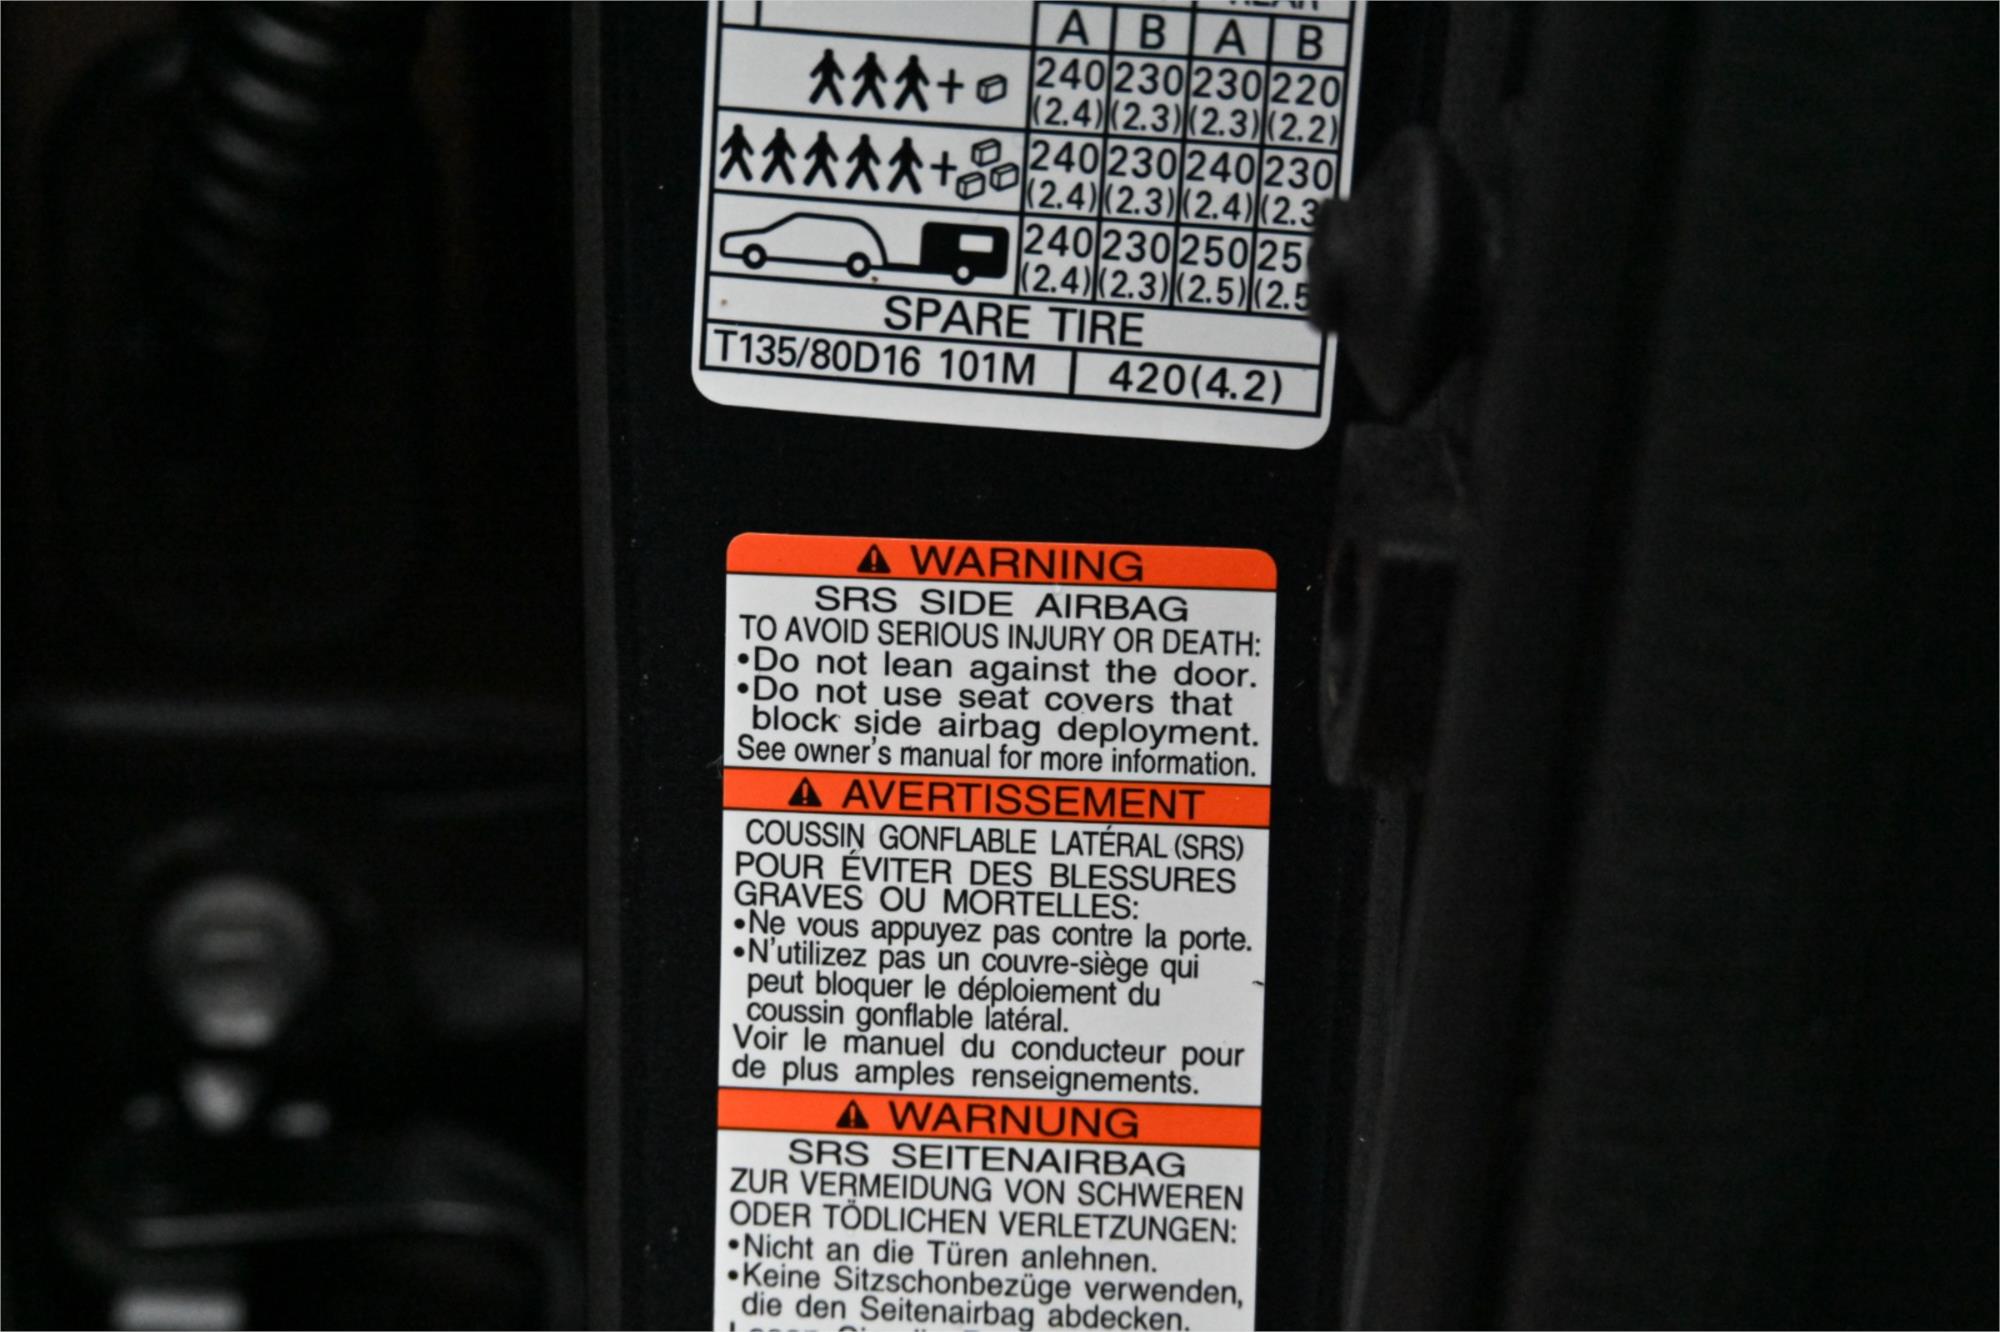 A B A B
240 230 230 220
(2.4) (2.3) (2.3) (2.2)
240 230 240 230
(2.4) (2.3) (2.4) (2.3
240 230 250 25
(2.4) (2.3) (2.5) (2.5
SPARE TIRE
T135/80D16 101M 420(4.2)
WARNING
SRS SIDE AIRBAG
TO AVOID SERIOUS INJURY OR DEATH:
•Do not lean against the door.
•Do not use seat covers that
block side airbag deployment.
See owner's manual for more information.
AVERTISSEMENT
COUSSIN GONFLABLE LATÉRAL (SRS)
POUR ÉVITER DES BLESSURES
GRAVES OU MORTELLES:
•Ne vous appuyez pas contre la porte.
•N'utilizez pas un couvre-siège qui
peut bloquer le déploiement du
coussin gonflable latéral.
Voir le manuel du conducteur pour
de plus amples renseignements.
WARNUNG
SRS SEITENAIRBAG
ZUR VERMEIDUNG VON SCHWEREN
ODER TÖDLICHEN VERLETZUNGEN:
•Nicht an die Türen anlehnen.
•Keine Sitzschonbezüge verwenden,
die den Seitenairbag abdecken.